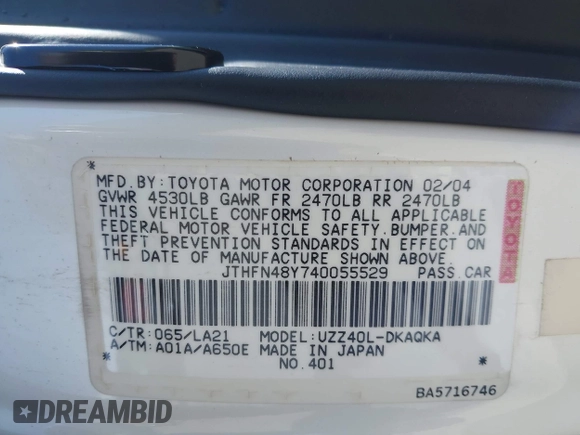 MFD.BY:TOYOTA MOTOR CORPORATION 02/04
GVWR 4530LB GAWR FR 2470LB RR 2470LB
THIS VEHICLE CONFORMS TO ALL APPLICABLE
FEDERAL MOTOR VEHICLE SAFETY.BUMPER.AND
THEFT PREVENTION STANDARDS IN EFFECT ON
THE DATE OF MANUFACTURE SHOWN ABOVE.
JTHFN48Y740055529 PASS.CAR
C/TR:065/LA21 MODEL:UZZ40L-DKAQKA
A/TM:A01A/A650E MADE IN JAPAN
NO.401
BA5716746
TOYOTA
DREAMBID